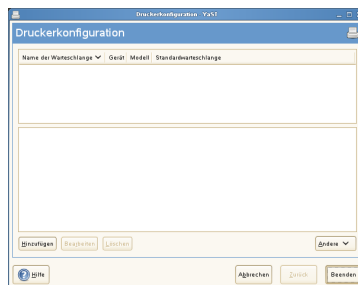 Druckerkonfiguration - YaST
Druckerkonfiguration
Name der Warteschlange Gerät Modell Standardwarteschlange
Hinzufügen Bearbeiten Löschen Andere
Hilfe Abbrechen Zurück Beenden